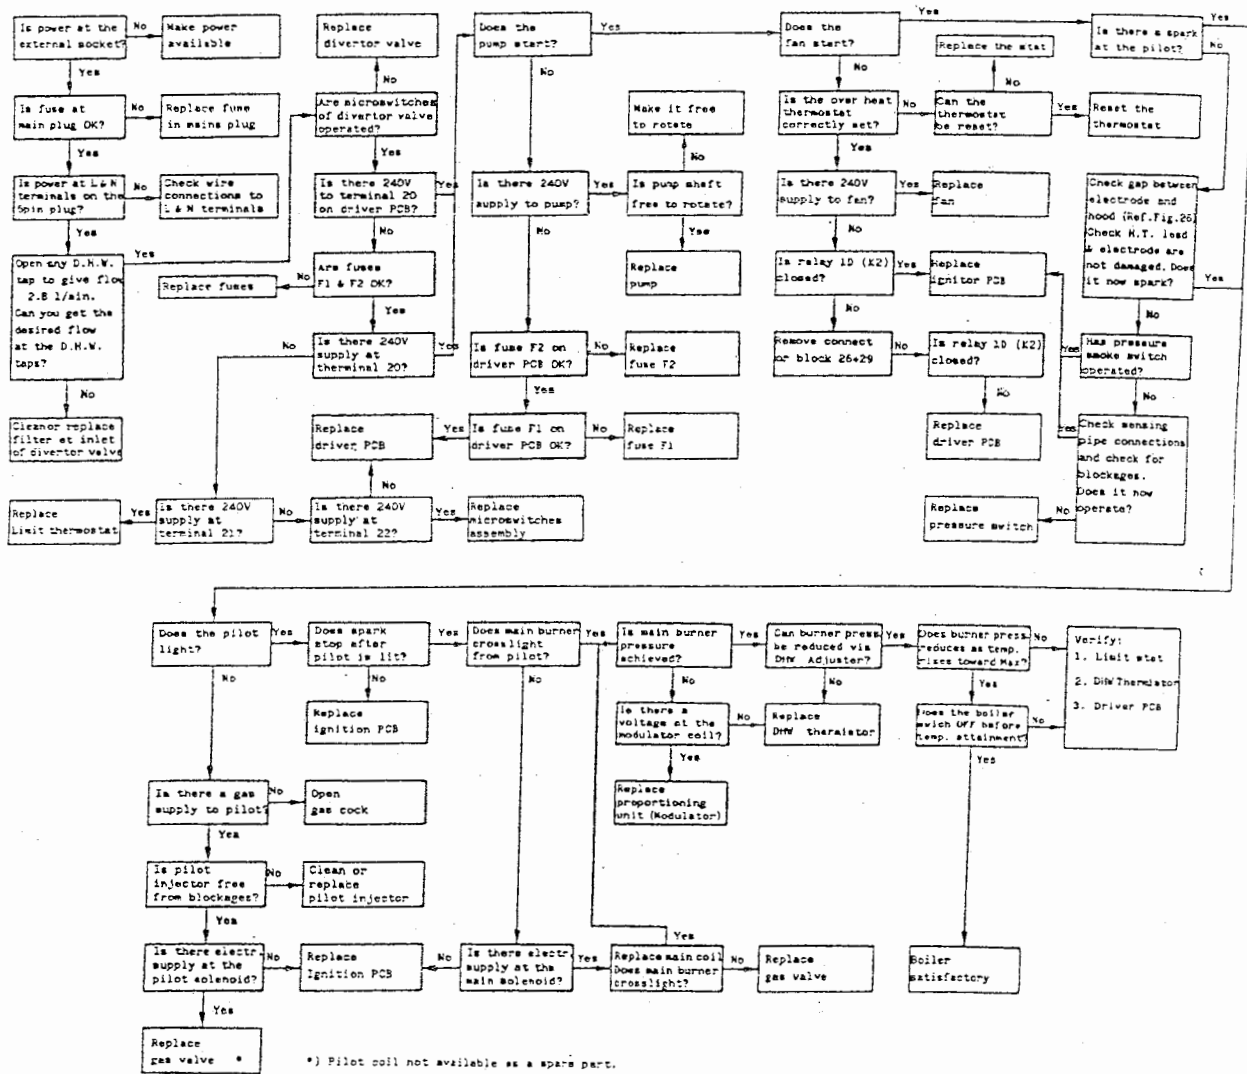 Is power at the
external socket?
No
Make power
available
Yes
Is fuse at
main plug OK?
No
Replace fuse
in mains plug
Yes
Is power at L & N
terminals on the
5pin plug?
No
Check wire
connections to
L & N terminals
Yes
Open any D.H.W.
tap to give flow
2.8 l/min.
Can you get the
desired flow
at the D.H.W.
taps?
Yes
No
Cleanor replace
filter at inlet
of divertor valve
Replace
divertor valve
No
Are microswitches
of divertor valve
operated?
Yes
Is there 240V
to terminal 20
on driver PCB?
Yes
No
Are fuses
F1 & F2 OK?
No
Replace fuses
Yes
Is there 240V
supply at
therminal 20?
Yes
No
Does the
pump start?
Yes
No
Is there 240V
supply to pump?
Yes
Is pump shaft
free to rotate?
No
Make it free
to rotate
Yes
Replace
pump
No
Is fuse F2 on
driver PCB OK?
No
Replace
fuse F2
Yes
Is fuse F1 on
driver PCB OK?
No
Replace
fuse F1
Yes
Replace
driver PCB
No
Replace
Limit thermostat
Yes
Is there 240V
supply at
terminal 21?
No
Is there 240V
supply at
terminal 22?
Yes
Replace
microswitches
assembly
Does the
fan start?
Yes
No
Is the over heat
thermostat
correctly set?
No
Can the
thermostat
be reset?
No
Replace the stat
Yes
Reset the
thermostat
Yes
Is there 240V
supply to fan?
Yes
Replace
fan
No
Is relay 1D (K2)
closed?
Yes
Replace
ignitor PCB
No
Remove connect
or block 26+29
No
Is relay 1D (K2)
closed?
No
Replace
driver PCB
Is there a spark
at the pilot?
Yes
No
Check gap between
electrode and
hood (Ref.Fig.26)
Check H.T. lead
& electrode are
not damaged. Does
it now spark?
Yes
No
Has pressure
smoke switch
operated?
Yes
No
Check sensing
pipe connections
and check for
blockages.
Does it now
operate?
Yes
No
Replace
pressure switch
Does the pilot
light?
Yes
Does spark
stop after
pilot is lit?
Yes
Does main burner
crosslight
from pilot?
Yes
Is main burner
pressure
achieved?
Yes
Can burner press
be reduced via
DHW Adjuster?
Yes
Does burner press
reduces as temp.
rises toward Max?
No
Verify:
1. Limit stat
2. DHW Thermistor
3. Driver PCB
No
No
Replace
ignition PCB
No
No
Is there a
voltage at the
modulator coil?
No
No
Replace
DHW thermistor
Yes
Replace
proportioning
unit (Modulator)
Yes
Does the boiler
swich OFF before
temp. attainment?
No
Yes
Boiler
satisfactory
Is there a gas
supply to pilot?
No
Open
gas cock
Yes
Is pilot
injector free
from blockages?
No
Clean or
replace
pilot injector
Yes
Is there electr.
supply at the
pilot solenoid?
No
Replace
Ignition PCB
No
Is there electr.
supply at the
main solenoid?
Yes
Replace main coil
Does main burner
crosslight?
Yes
No
Replace
gas valve
Yes
Replace
gas valve *
*) Pilot coil not available as a spare part.